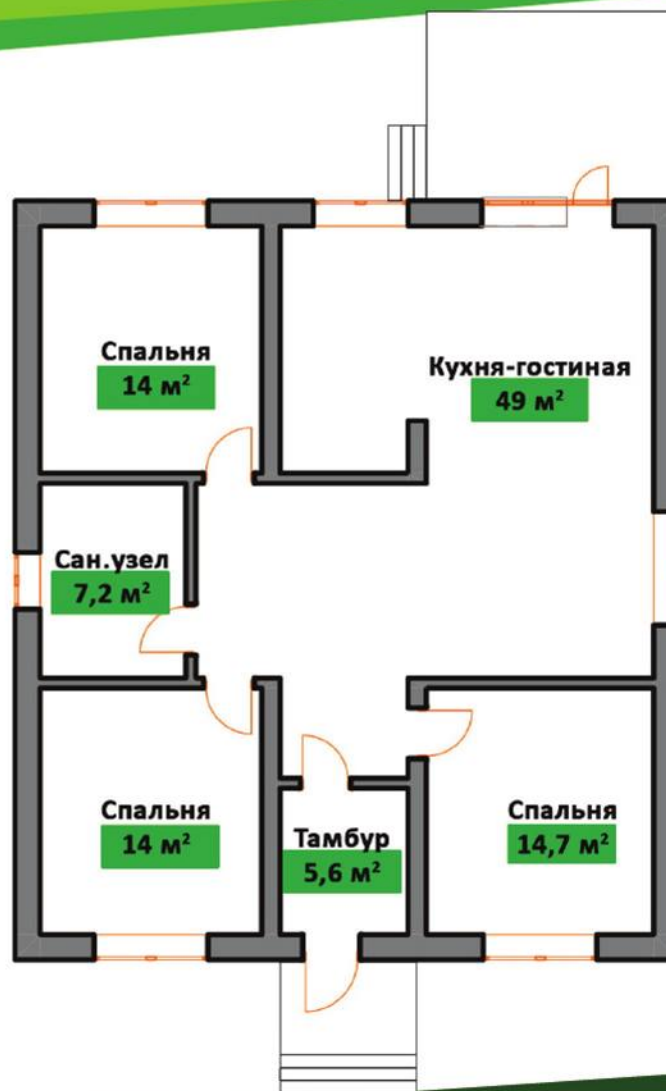 Спальня
14 м²
Кухня-гостиная
49 м²
Сан.узел
7,2 м²
Спальня
14 м²
Тамбур
5,6 м²
Спальня
14,7 м²